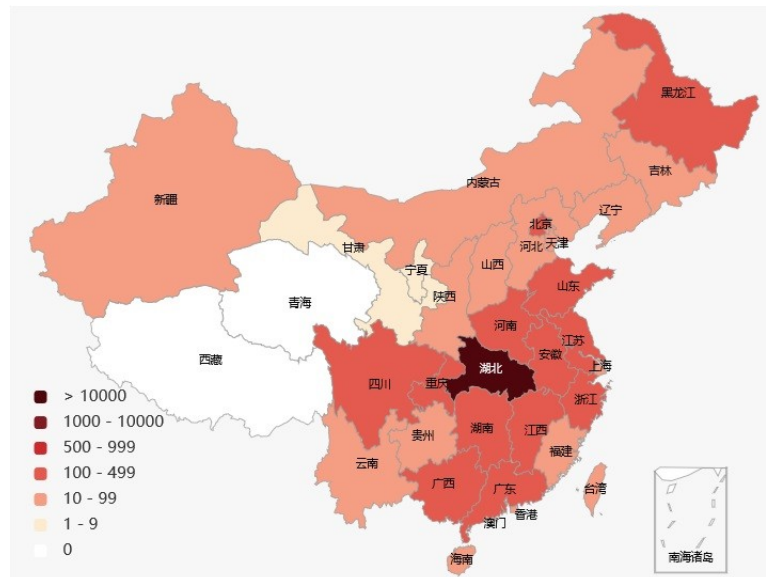 黑龙江
吉林
内蒙古
新疆
辽宁
北京
天津
河北
甘肃
宁夏
山西
陕西
山东
青海
河南
江苏
安徽
西藏
上海
湖北
四川
重庆
浙江
湖南
江西
贵州
福建
云南
广西
广东
台湾
香港
澳门
海南
南海诸岛
> 10000
1000 - 10000
500 - 999
100 - 499
10 - 99
1 - 9
0